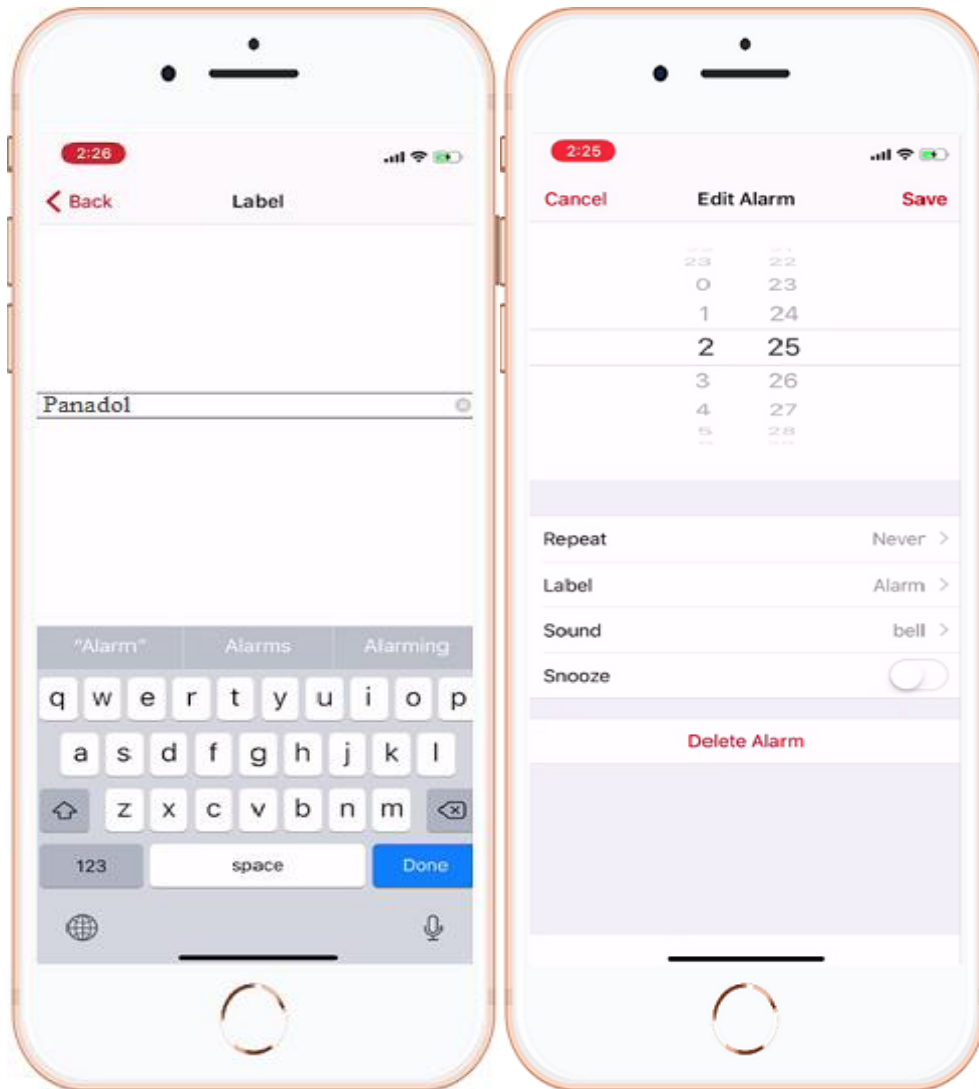 2:26
Back Label
Panadol
"Alarm" Alarms Alarming
q w e r t y u i o p
a s d f g h j k l
z x c v b n m
123 space Done
2:25
Cancel Edit Alarm Save
23 22
0 23
1 24
2 25
3 26
4 27
5 28
Repeat Never
Label Alarm
Sound bell
Snooze
Delete Alarm